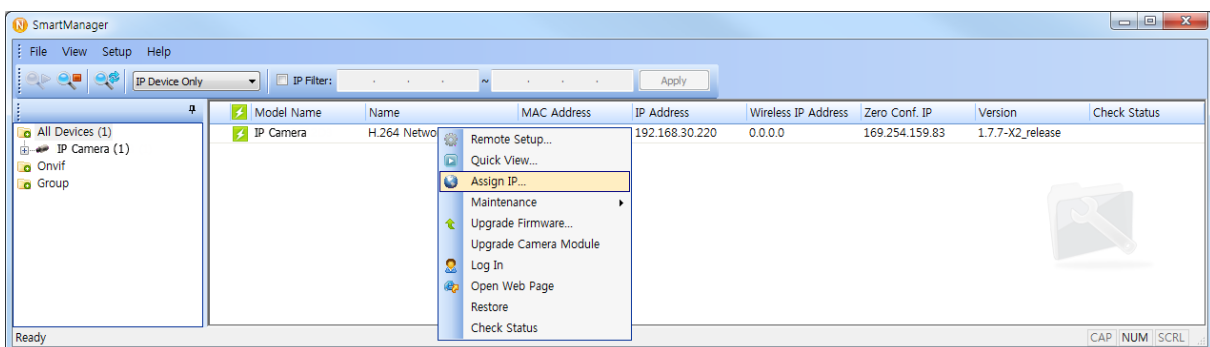 SmartManager
File View Setup Help
IP Device Only IP Filter: . . . ~ . . . Apply
Model Name Name MAC Address IP Address Wireless IP Address Zero Conf. IP Version Check Status
All Devices (1)
IP Camera (1)
Onvif
Group
IP Camera H.264 Netwo 192.168.30.220 0.0.0.0 169.254.159.83 1.7.7-X2_release
Remote Setup...
Quick View...
Assign IP...
Maintenance
Upgrade Firmware...
Upgrade Camera Module
Log In
Open Web Page
Restore
Check Status
Ready CAP NUM SCRL